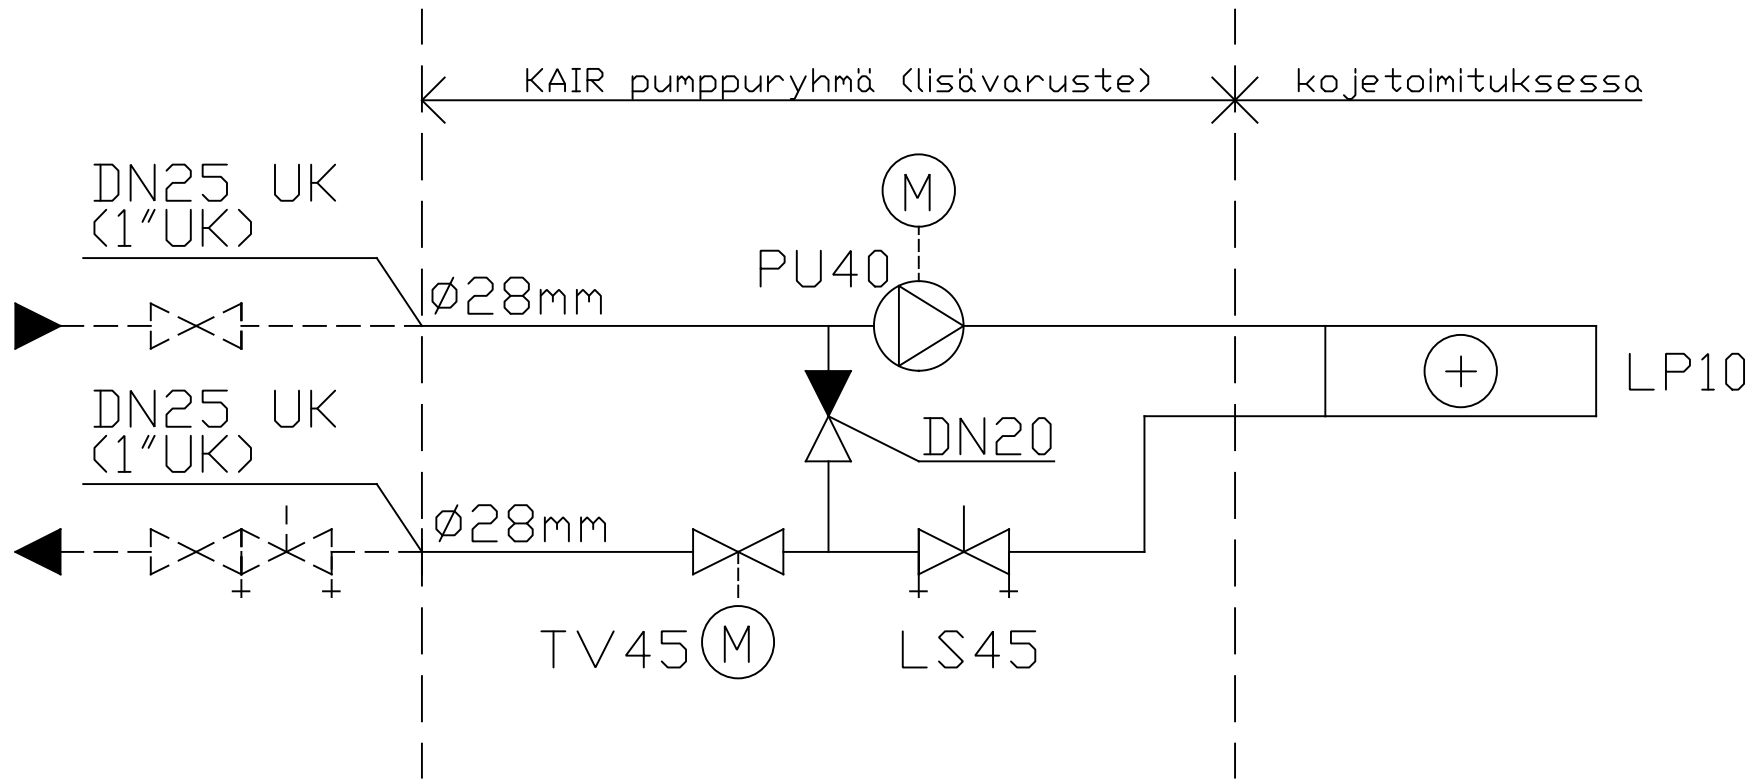 KAIR pumppuryhmä (lisävaruste)
kojetoimituksessa
DN25 UK
(1"UK)
M
PU40
Ø28mm
LP10
DN25 UK
(1"UK)
DN20
Ø28mm
TV45
M
LS45